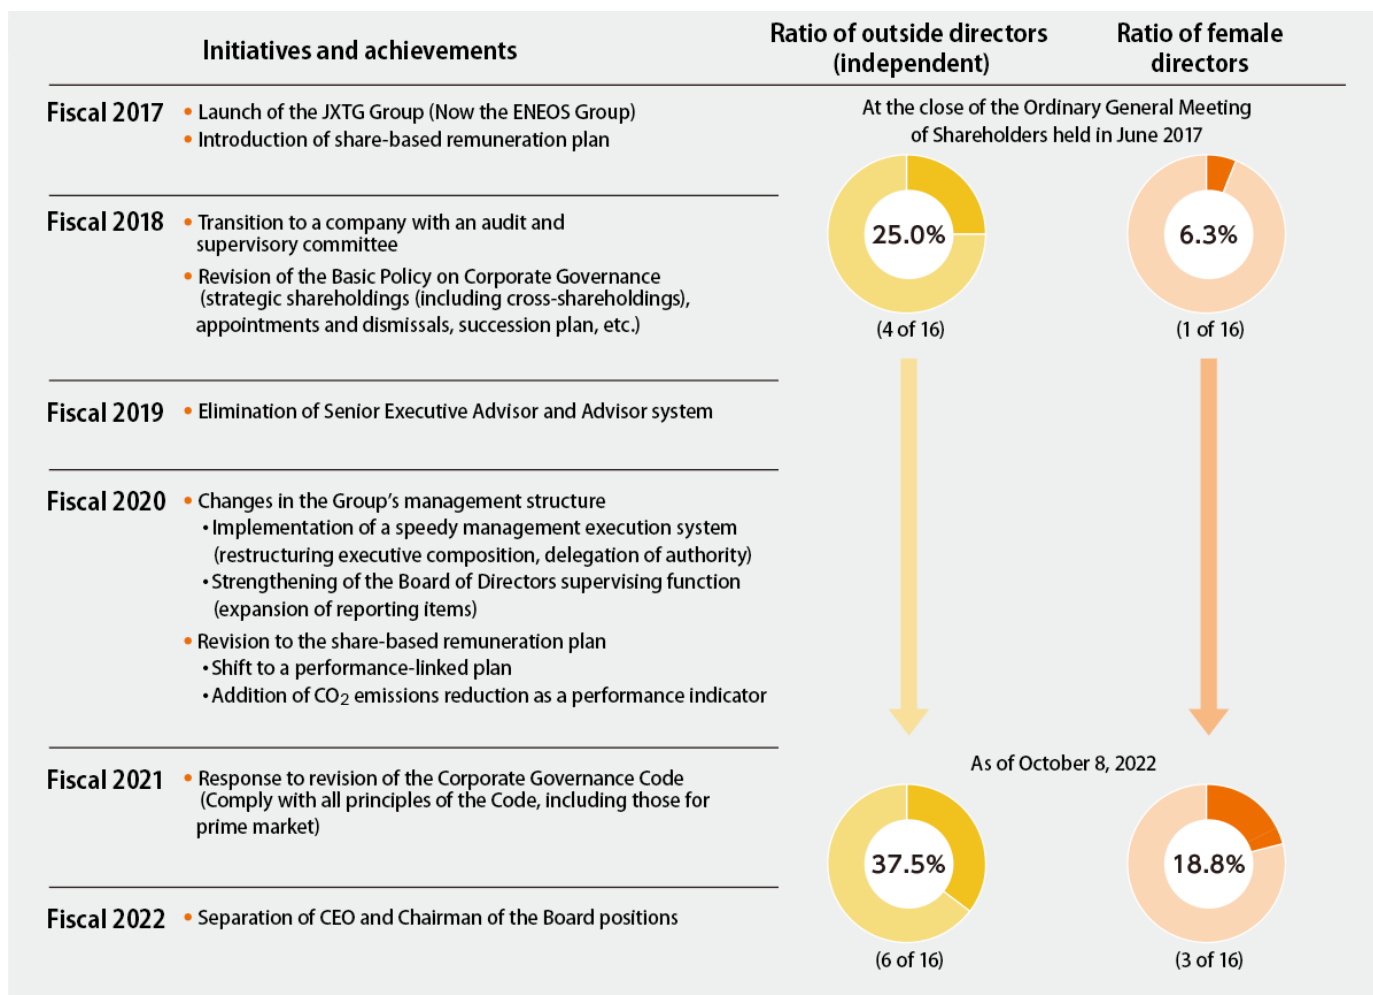 Initiatives and achievements
Ratio of outside directors
(independent)
Ratio of female
directors
Fiscal 2017
• Launch of the JXTG Group (Now the ENEOS Group)
• Introduction of share-based remuneration plan
At the close of the Ordinary General Meeting
of Shareholders held in June 2017
25.0%
(4 of 16)
6.3%
(1 of 16)
Fiscal 2018
• Transition to a company with an audit and
supervisory committee
• Revision of the Basic Policy on Corporate Governance
(strategic shareholdings (including cross-shareholdings),
appointments and dismissals, succession plan, etc.)
Fiscal 2019
• Elimination of Senior Executive Advisor and Advisor system
Fiscal 2020
• Changes in the Group’s management structure
• Implementation of a speedy management execution system
(restructuring executive composition, delegation of authority)
• Strengthening of the Board of Directors supervising function
(expansion of reporting items)
• Revision to the share-based remuneration plan
• Shift to a performance-linked plan
• Addition of CO2 emissions reduction as a performance indicator
Fiscal 2021
• Response to revision of the Corporate Governance Code
(Comply with all principles of the Code, including those for
prime market)
Fiscal 2022
• Separation of CEO and Chairman of the Board positions
As of October 8, 2022
37.5%
(6 of 16)
18.8%
(3 of 16)